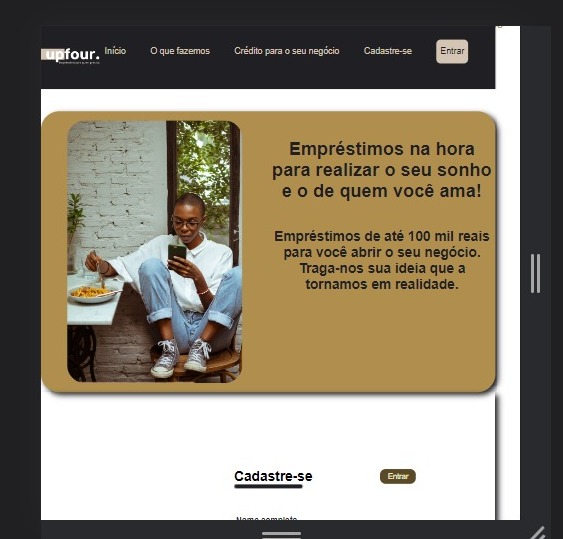 upfour.
Início O que fazemos Crédito para o seu negócio Cadastre-se Entrar
Empréstimos na hora
para realizar o seu sonho
e o de quem você ama!
Empréstimos de até 100 mil reais
para você abrir o seu negócio.
Traga-nos sua ideia que a
tornamos em realidade.
Cadastre-se Entrar
Nome completo